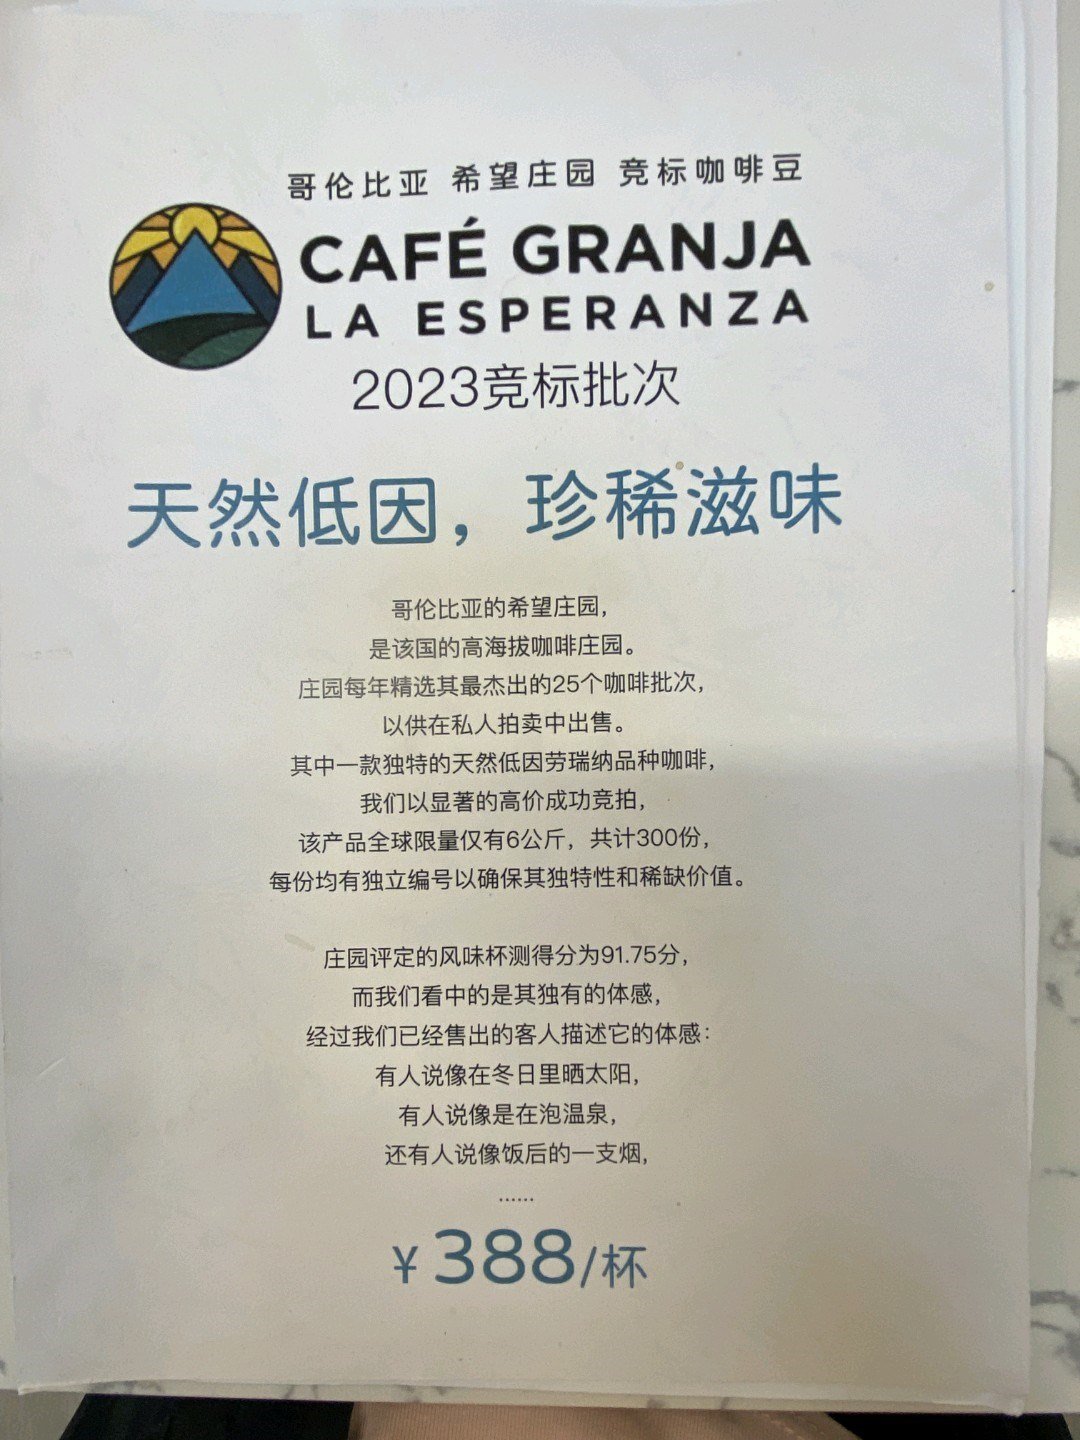 哥伦比亚 希望庄园 竞标咖啡豆
CAFÉ GRANJA
LA ESPERANZA
2023竞标批次
天然低因，珍稀滋味
哥伦比亚的希望庄园，
是该国的高海拔咖啡庄园。
庄园每年精选其最杰出的25个咖啡批次，
以供在私人拍卖中出售。
其中一款独特的天然低因劳瑞纳品种咖啡，
我们以显著的高价成功竞拍，
该产品全球限量仅有6公斤，共计300份，
每份均有独立编号以确保其独特性和稀缺价值。
庄园评定的风味杯测得分为91.75分，
而我们看中的是其独有的体感，
经过我们已经售出的客人描述它的体感：
有人说像在冬日里晒太阳，
有人说像是在泡温泉，
还有人说像饭后的一支烟，
……
¥388/杯